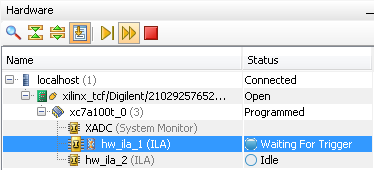 Hardware
Name Status
localhost (1) Connected
xilinx_tcf/Digilent/21029257652... Open
xc7a100t_0 (3) Programmed
XADC (System Monitor)
hw_ila_1 (ILA) Waiting For Trigger
hw_ila_2 (ILA) Idle